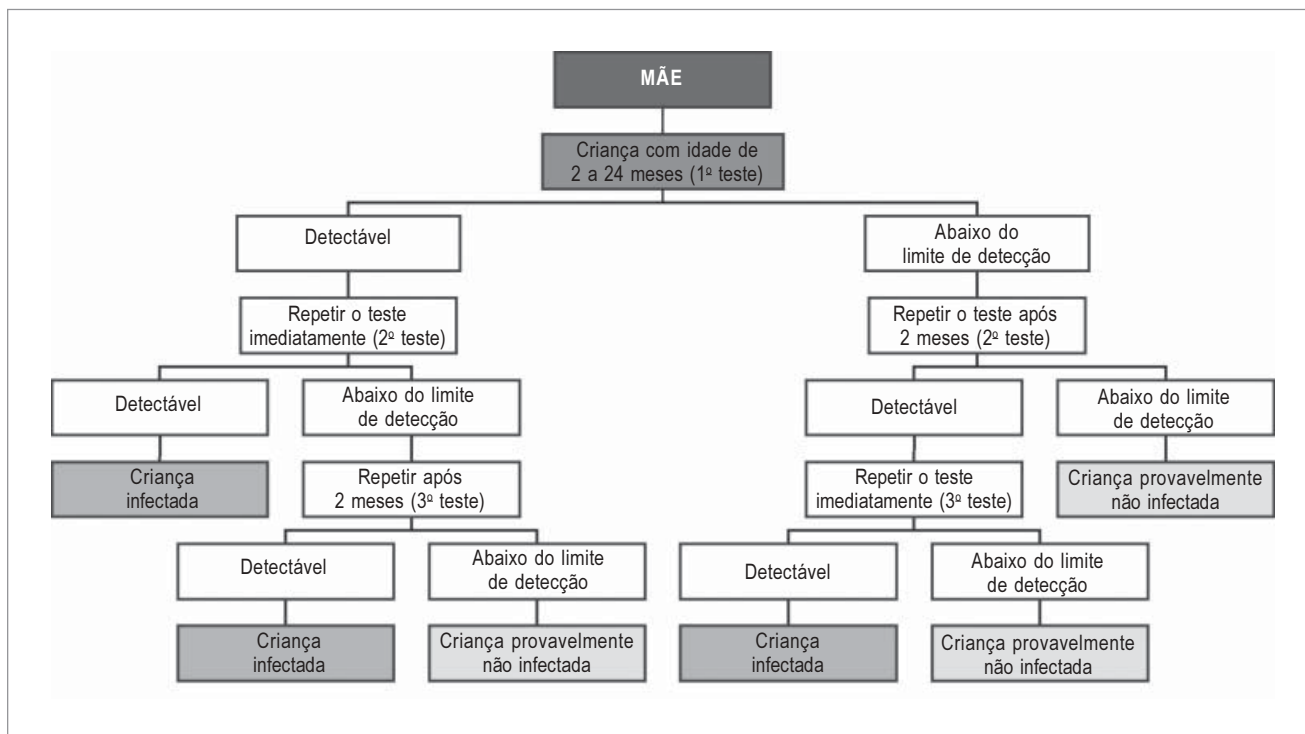 MÃE
Criança com idade de
2 a 24 meses (1º teste)
Detectável
Abaixo do
limite de detecção
Repetir o teste
imediatamente (2º teste)
Repetir o teste após
2 meses (2º teste)
Detectável
Abaixo do limite
de detecção
Detectável
Abaixo do limite
de detecção
Criança
infectada
Repetir após
2 meses (3º teste)
Repetir o teste
imediatamente (3º teste)
Criança provavelmente
não infectada
Detectável
Abaixo do limite
de detecção
Detectável
Abaixo do limite
de detecção
Criança
infectada
Criança provavelmente
não infectada
Criança
infectada
Criança provavelmente
não infectada